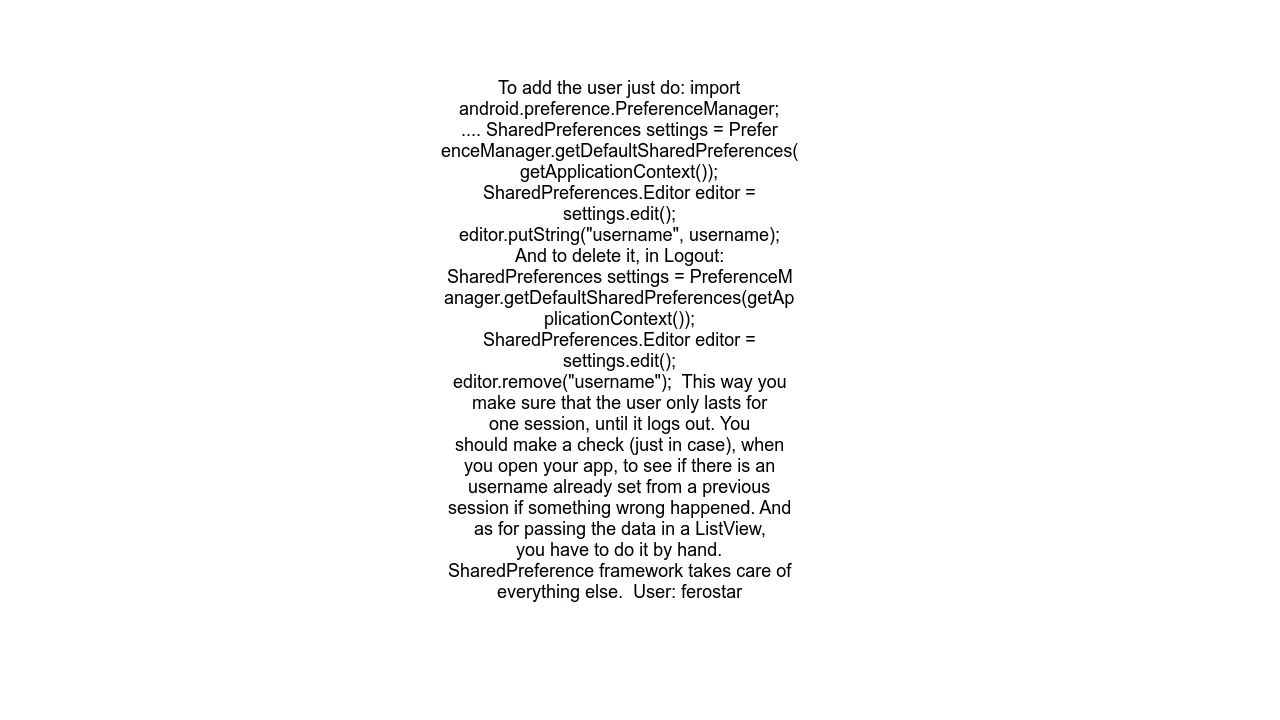 To add the user just do: import
android.preference.PreferenceManager;
.... SharedPreferences settings = Prefer
enceManager.getDefaultSharedPreferences(
getApplicationContext());
SharedPreferences.Editor editor =
settings.edit();
editor.putString("username", username);
And to delete it, in Logout:
SharedPreferences settings = PreferenceM
anager.getDefaultSharedPreferences(getAp
plicationContext());
SharedPreferences.Editor editor =
settings.edit();
editor.remove("username");  This way you
make sure that the user only lasts for
one session, until it logs out. You
should make a check (just in case), when
you open your app, to see if there is an
username already set from a previous
session if something wrong happened. And
as for passing the data in a ListView,
you have to do it by hand.
SharedPreference framework takes care of
everything else.  User: ferostar